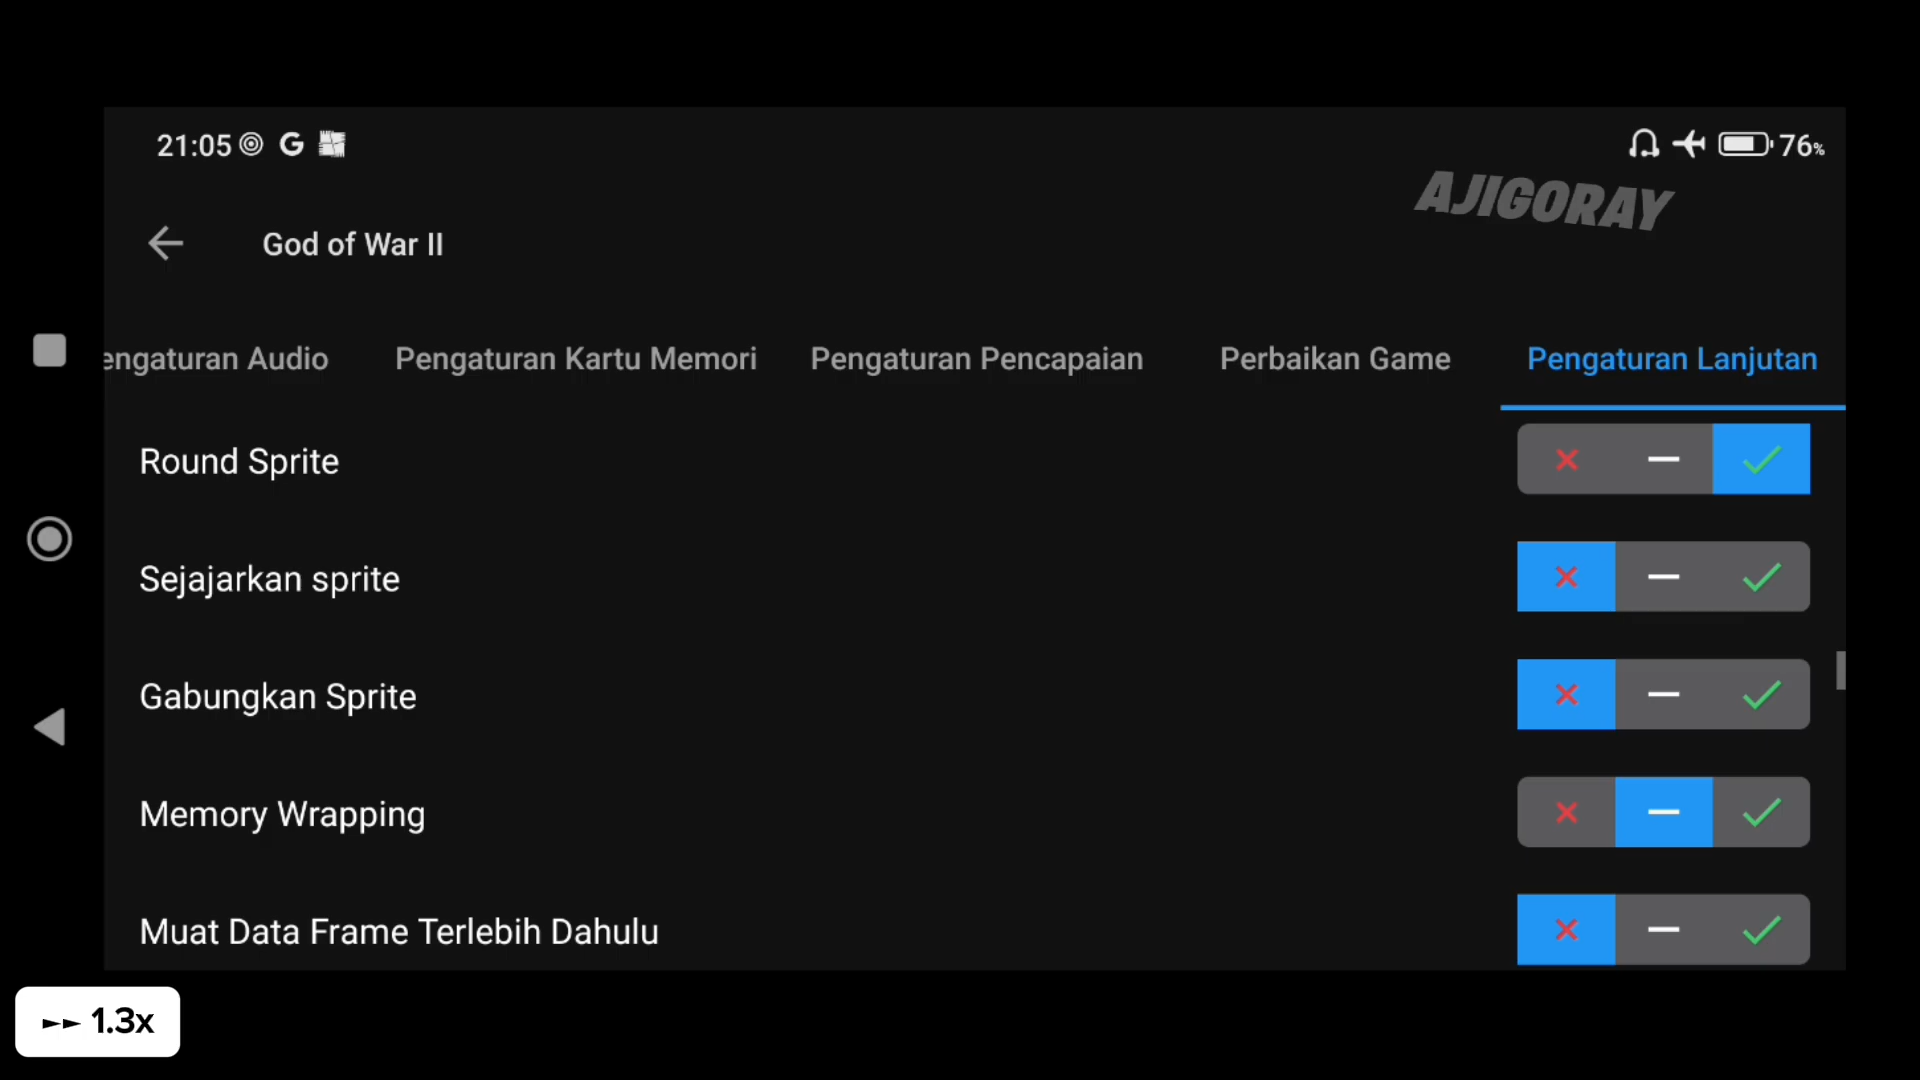 21:05 G 76%
AJIGORAY
God of War II
engaturan Audio Pengaturan Kartu Memori Pengaturan Pencapaian Perbaikan Game Pengaturan Lanjutan
Round Sprite
Sejajarkan sprite
Gabungkan Sprite
Memory Wrapping
Muat Data Frame Terlebih Dahulu
1.3x